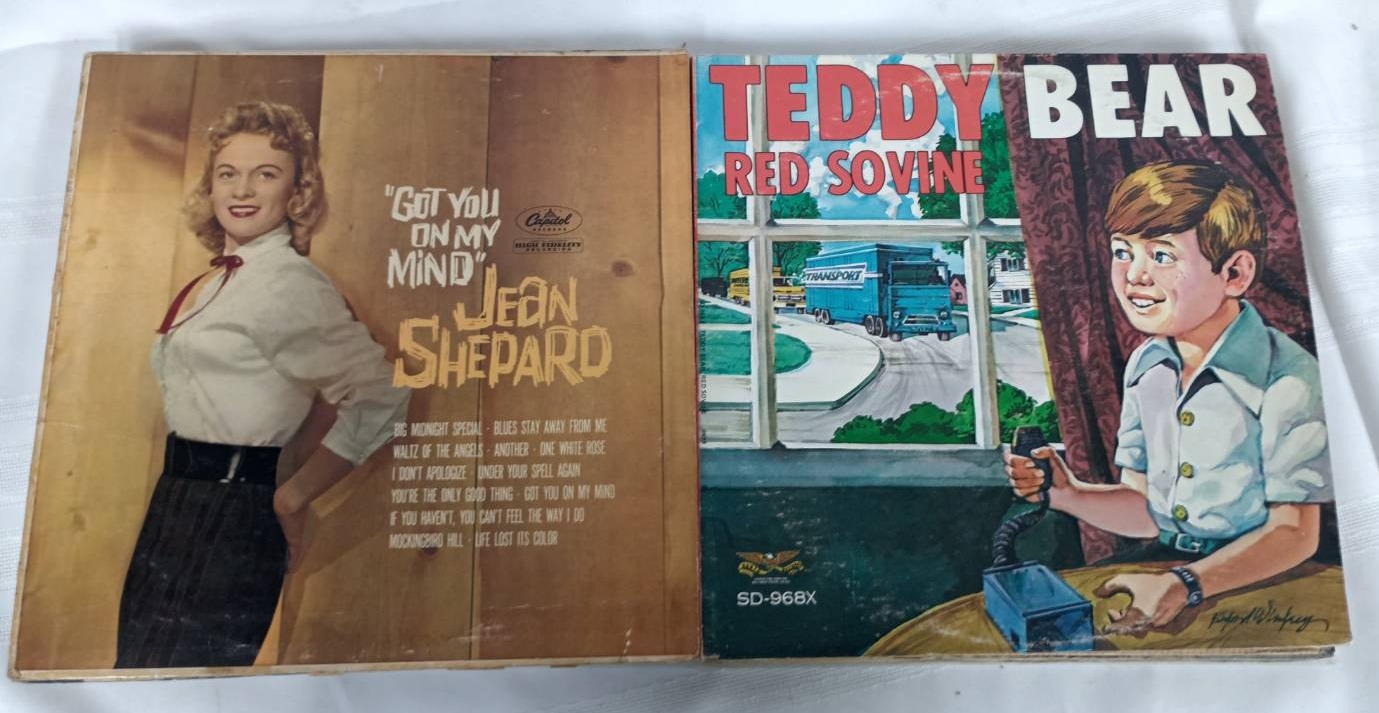 "GOT YOU
ON MY
MIND"
JEAN
SHEPARD
Capitol
RECORDS
HIGH FIDELITY
RECORDING
BIG MIDNIGHT SPECIAL · BLUES STAY AWAY FROM ME
WALTZ OF THE ANGELS · ANOTHER · ONE WHITE ROSE
I DON'T APOLOGIZE · UNDER YOUR SPELL AGAIN
YOU'RE THE ONLY GOOD THING · GOT YOU ON MY MIND
IF YOU HAVEN'T, YOU CAN'T FEEL THE WAY I DO
MOCKINGBIRD HILL · LIFE LOST ITS COLOR
TEDDY BEAR
RED SOVINE
TRANSPORT
SD-968X